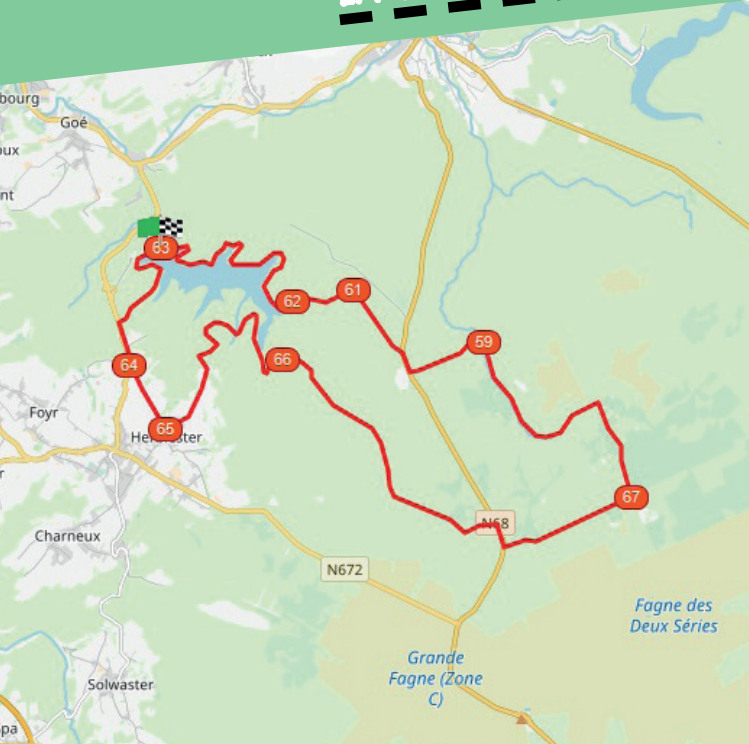 bourg
Goé
oux
nt
63
62
61
59
66
64
65
67
Foyr
N68
r
Charneux
N672
Fagne des
Deux Séries
Grande
Fagne (Zone
C)
Solwaster
pa